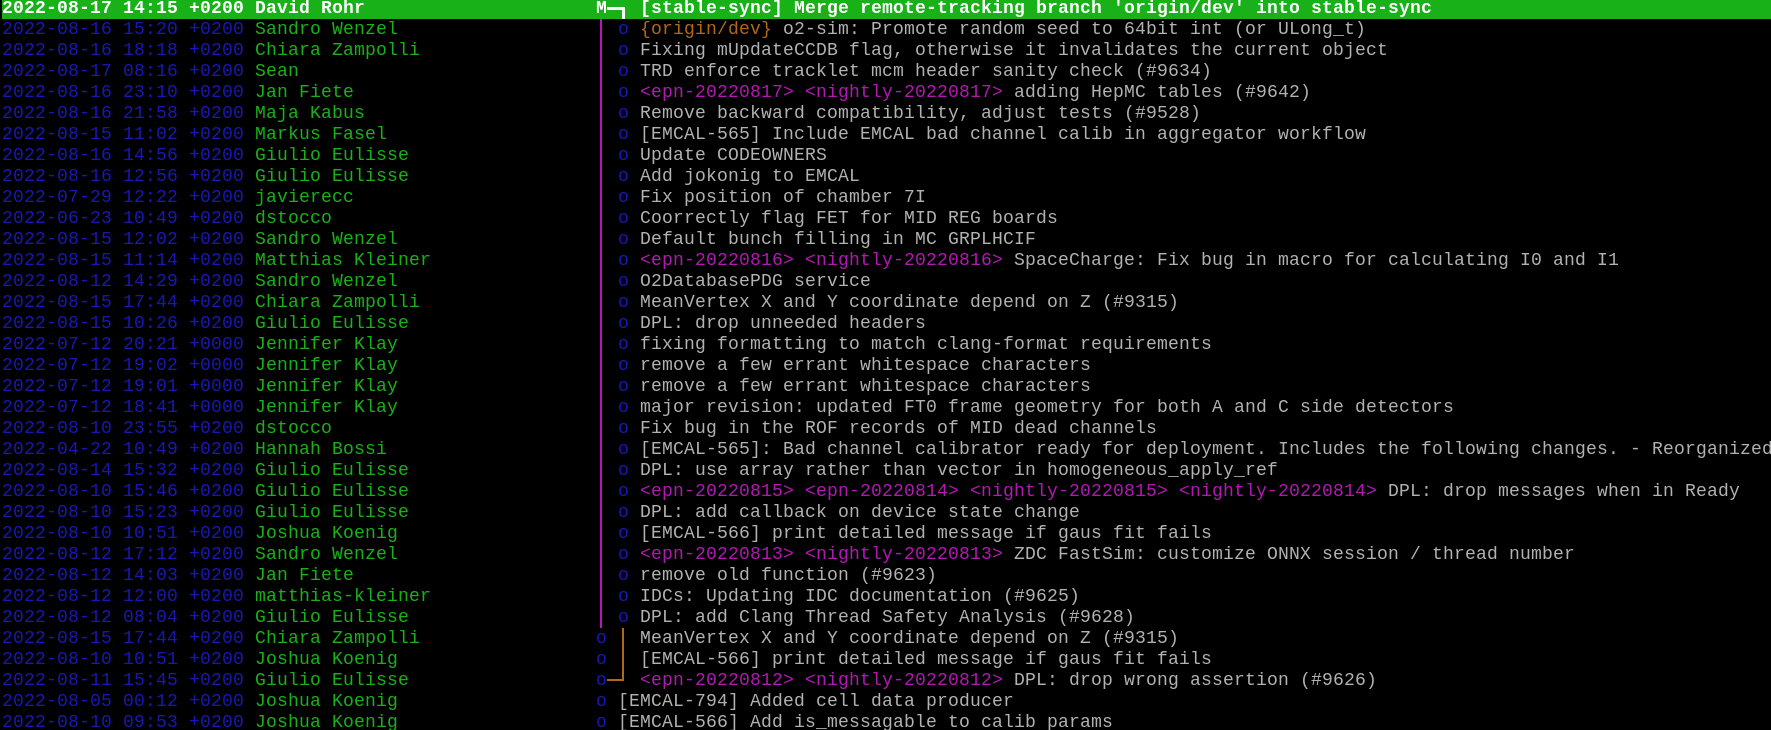 2022-08-17 14:15 +0200 David Rohr M [stable-sync] Merge remote-tracking branch 'origin/dev' into stable-sync
2022-08-16 15:20 +0200 Sandro Wenzel o {origin/dev} o2-sim: Promote random seed to 64bit int (or ULong_t)
2022-08-16 18:18 +0200 Chiara Zampolli o Fixing mUpdateCCDB flag, otherwise it invalidates the current object
2022-08-17 08:16 +0200 Sean o TRD enforce tracklet mcm header sanity check (#9634)
2022-08-16 23:10 +0200 Jan Fiete o <epn-20220817> <nightly-20220817> adding HepMC tables (#9642)
2022-08-16 21:58 +0200 Maja Kabus o Remove backward compatibility, adjust tests (#9528)
2022-08-15 11:02 +0200 Markus Fasel o [EMCAL-565] Include EMCAL bad channel calib in aggregator workflow
2022-08-16 14:56 +0200 Giulio Eulisse o Update CODEOWNERS
2022-08-16 12:56 +0200 Giulio Eulisse o Add jokonig to EMCAL
2022-07-29 12:22 +0200 javierecc o Fix position of chamber 7I
2022-06-23 10:49 +0200 dstocco o Coorrectly flag FET for MID REG boards
2022-08-15 12:02 +0200 Sandro Wenzel o Default bunch filling in MC GRPLHCIF
2022-08-15 11:14 +0200 Matthias Kleiner o <epn-20220816> <nightly-20220816> SpaceCharge: Fix bug in macro for calculating I0 and I1
2022-08-12 14:29 +0200 Sandro Wenzel o O2DatabasePDG service
2022-08-15 17:44 +0200 Chiara Zampolli o MeanVertex X and Y coordinate depend on Z (#9315)
2022-08-15 10:26 +0200 Giulio Eulisse o DPL: drop unneeded headers
2022-07-12 20:21 +0000 Jennifer Klay o fixing formatting to match clang-format requirements
2022-07-12 19:02 +0000 Jennifer Klay o remove a few errant whitespace characters
2022-07-12 19:01 +0000 Jennifer Klay o remove a few errant whitespace characters
2022-07-12 18:41 +0000 Jennifer Klay o major revision: updated FT0 frame geometry for both A and C side detectors
2022-08-10 23:55 +0200 dstocco o Fix bug in the ROF records of MID dead channels
2022-04-22 10:49 +0200 Hannah Bossi o [EMCAL-565]: Bad channel calibrator ready for deployment. Includes the following changes. - Reorganized
2022-08-14 15:32 +0200 Giulio Eulisse o DPL: use array rather than vector in homogeneous_apply_ref
2022-08-10 15:46 +0200 Giulio Eulisse o <epn-20220815> <epn-20220814> <nightly-20220815> <nightly-20220814> DPL: drop messages when in Ready
2022-08-10 15:23 +0200 Giulio Eulisse o DPL: add callback on device state change
2022-08-10 10:51 +0200 Joshua Koenig o [EMCAL-566] print detailed message if gaus fit fails
2022-08-12 17:12 +0200 Sandro Wenzel o <epn-20220813> <nightly-20220813> ZDC FastSim: customize ONNX session / thread number
2022-08-12 14:03 +0200 Jan Fiete o remove old function (#9623)
2022-08-12 12:00 +0200 matthias-kleiner o IDCs: Updating IDC documentation (#9625)
2022-08-12 08:04 +0200 Giulio Eulisse o DPL: add Clang Thread Safety Analysis (#9628)
2022-08-15 17:44 +0200 Chiara Zampolli o MeanVertex X and Y coordinate depend on Z (#9315)
2022-08-10 10:51 +0200 Joshua Koenig o [EMCAL-566] print detailed message if gaus fit fails
2022-08-11 15:45 +0200 Giulio Eulisse o <epn-20220812> <nightly-20220812> DPL: drop wrong assertion (#9626)
2022-08-05 00:12 +0200 Joshua Koenig o [EMCAL-794] Added cell data producer
2022-08-10 09:53 +0200 Joshua Koenig o [EMCAL-566] Add is_messagable to calib params